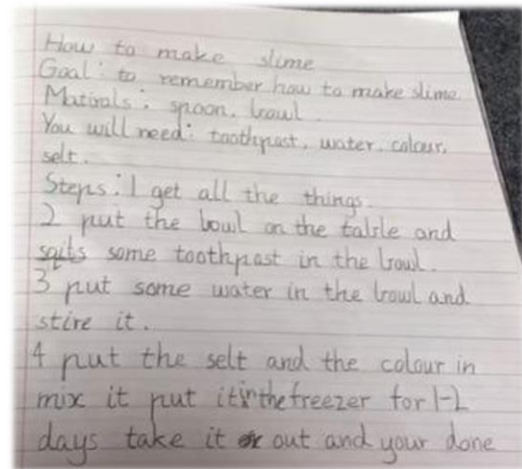 How to make slime
Goal: to remember how to make slime.
Mativals: spoon, bowl.
You will need: toothpast, water, colour,
selt.
Steps: 1 get all the things.
2 put the bowl on the table and
sqits some toothpast in the bowl.
3 put some water in the bowl and
stire it.
4 put the selt and the colour in
mix it put it in the freezer for 1-2
days take it out and your done